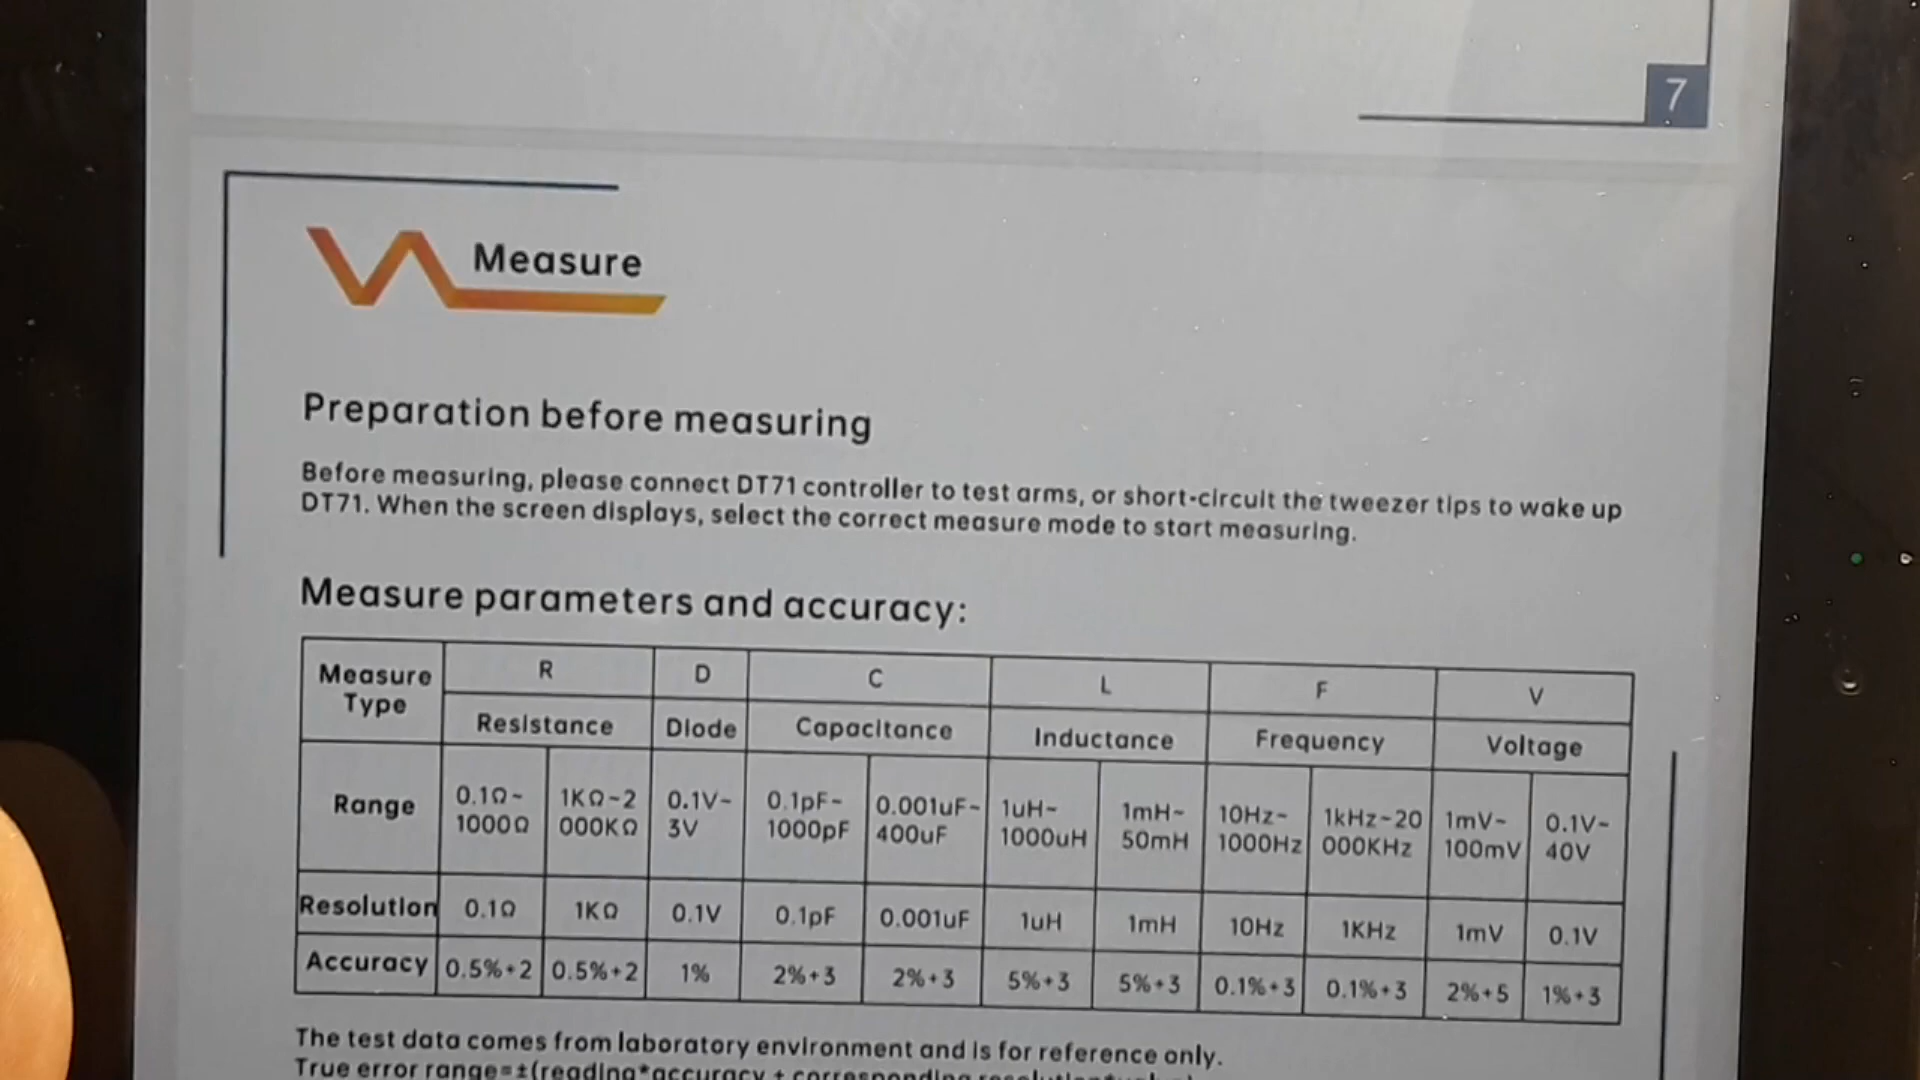 7
Measure
Preparation before measuring
Before measuring, please connect DT71 controller to test arms, or short-circuit the tweezer tips to wake up
DT71. When the screen displays, select the correct measure mode to start measuring.
Measure parameters and accuracy:
Measure Type R D C L F V
Resistance Diode Capacitance Inductance Frequency Voltage
Range 0.1Ω~ 1KΩ~2 0.1V~ 0.1pF~ 0.001uF~ 1uH~ 1mH~ 10Hz~ 1kHz~20 1mV~ 0.1V~
1000Ω 000KΩ 3V 1000pF 400uF 1000uH 50mH 1000Hz 000KHz 100mV 40V
Resolution 0.1Ω 1KΩ 0.1V 0.1pF 0.001uF 1uH 1mH 10Hz 1KHz 1mV 0.1V
Accuracy 0.5%+2 0.5%+2 1% 2%+3 2%+3 5%+3 5%+3 0.1%+3 0.1%+3 2%+5 1%+3
The test data comes from laboratory environment and is for reference only.
True error range=±(reading*accuracy + corresponding